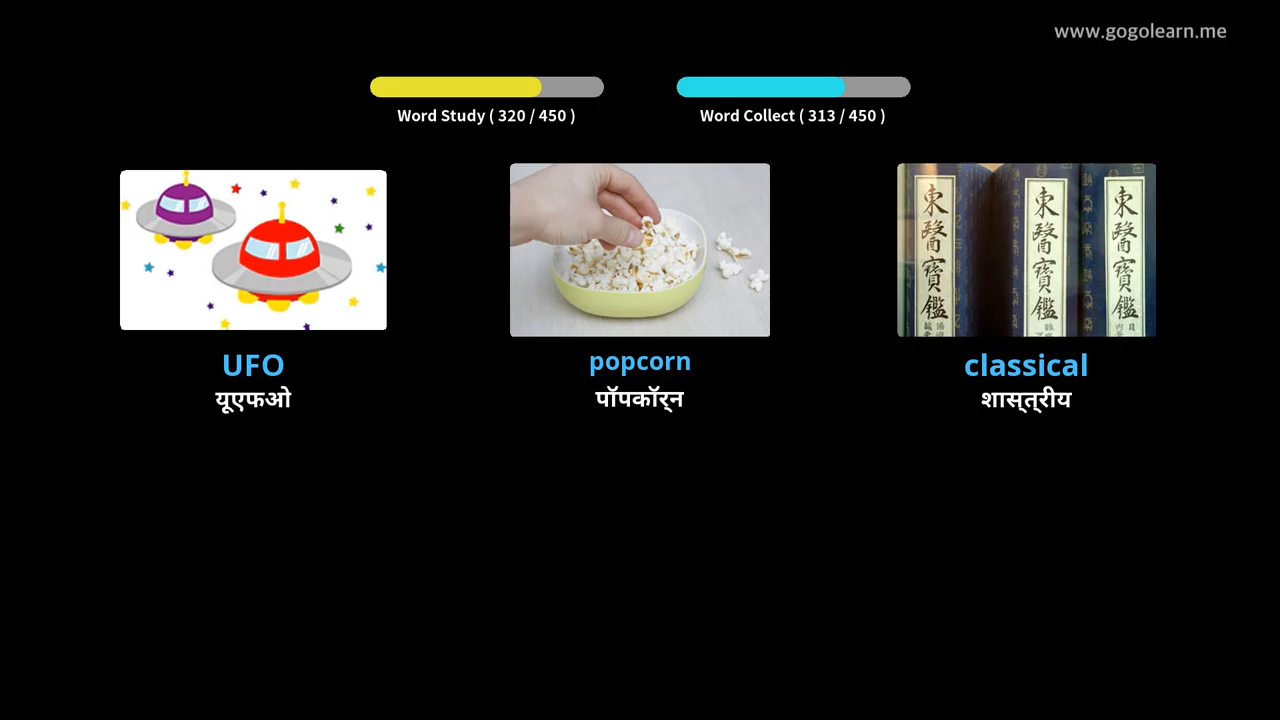 www.gogolearn.me
Word Study ( 320 / 450 )
Word Collect ( 313 / 450 )
東醫寶鑑
東醫寶鑑
東醫寶鑑
UFO
popcorn
classical
यूएफओ
पॉपकॉर्न
शास्त्रीय